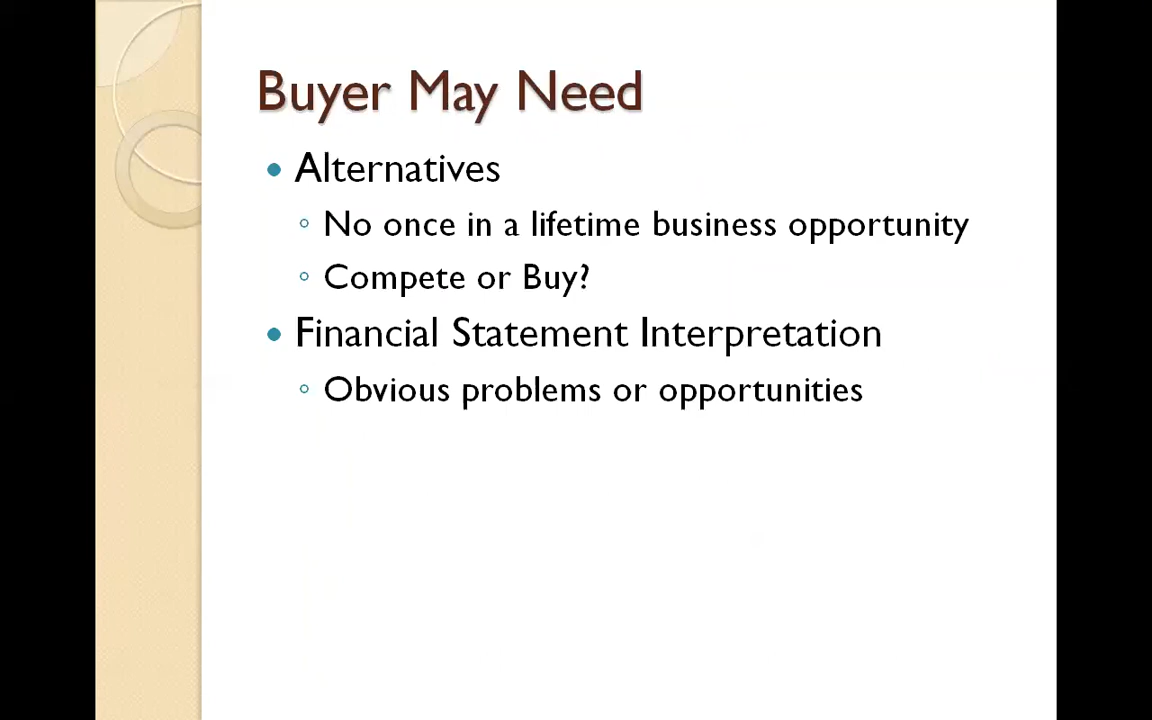 Buyer May Need
Alternatives
No once in a lifetime business opportunity
Compete or Buy?
Financial Statement Interpretation
Obvious problems or opportunities